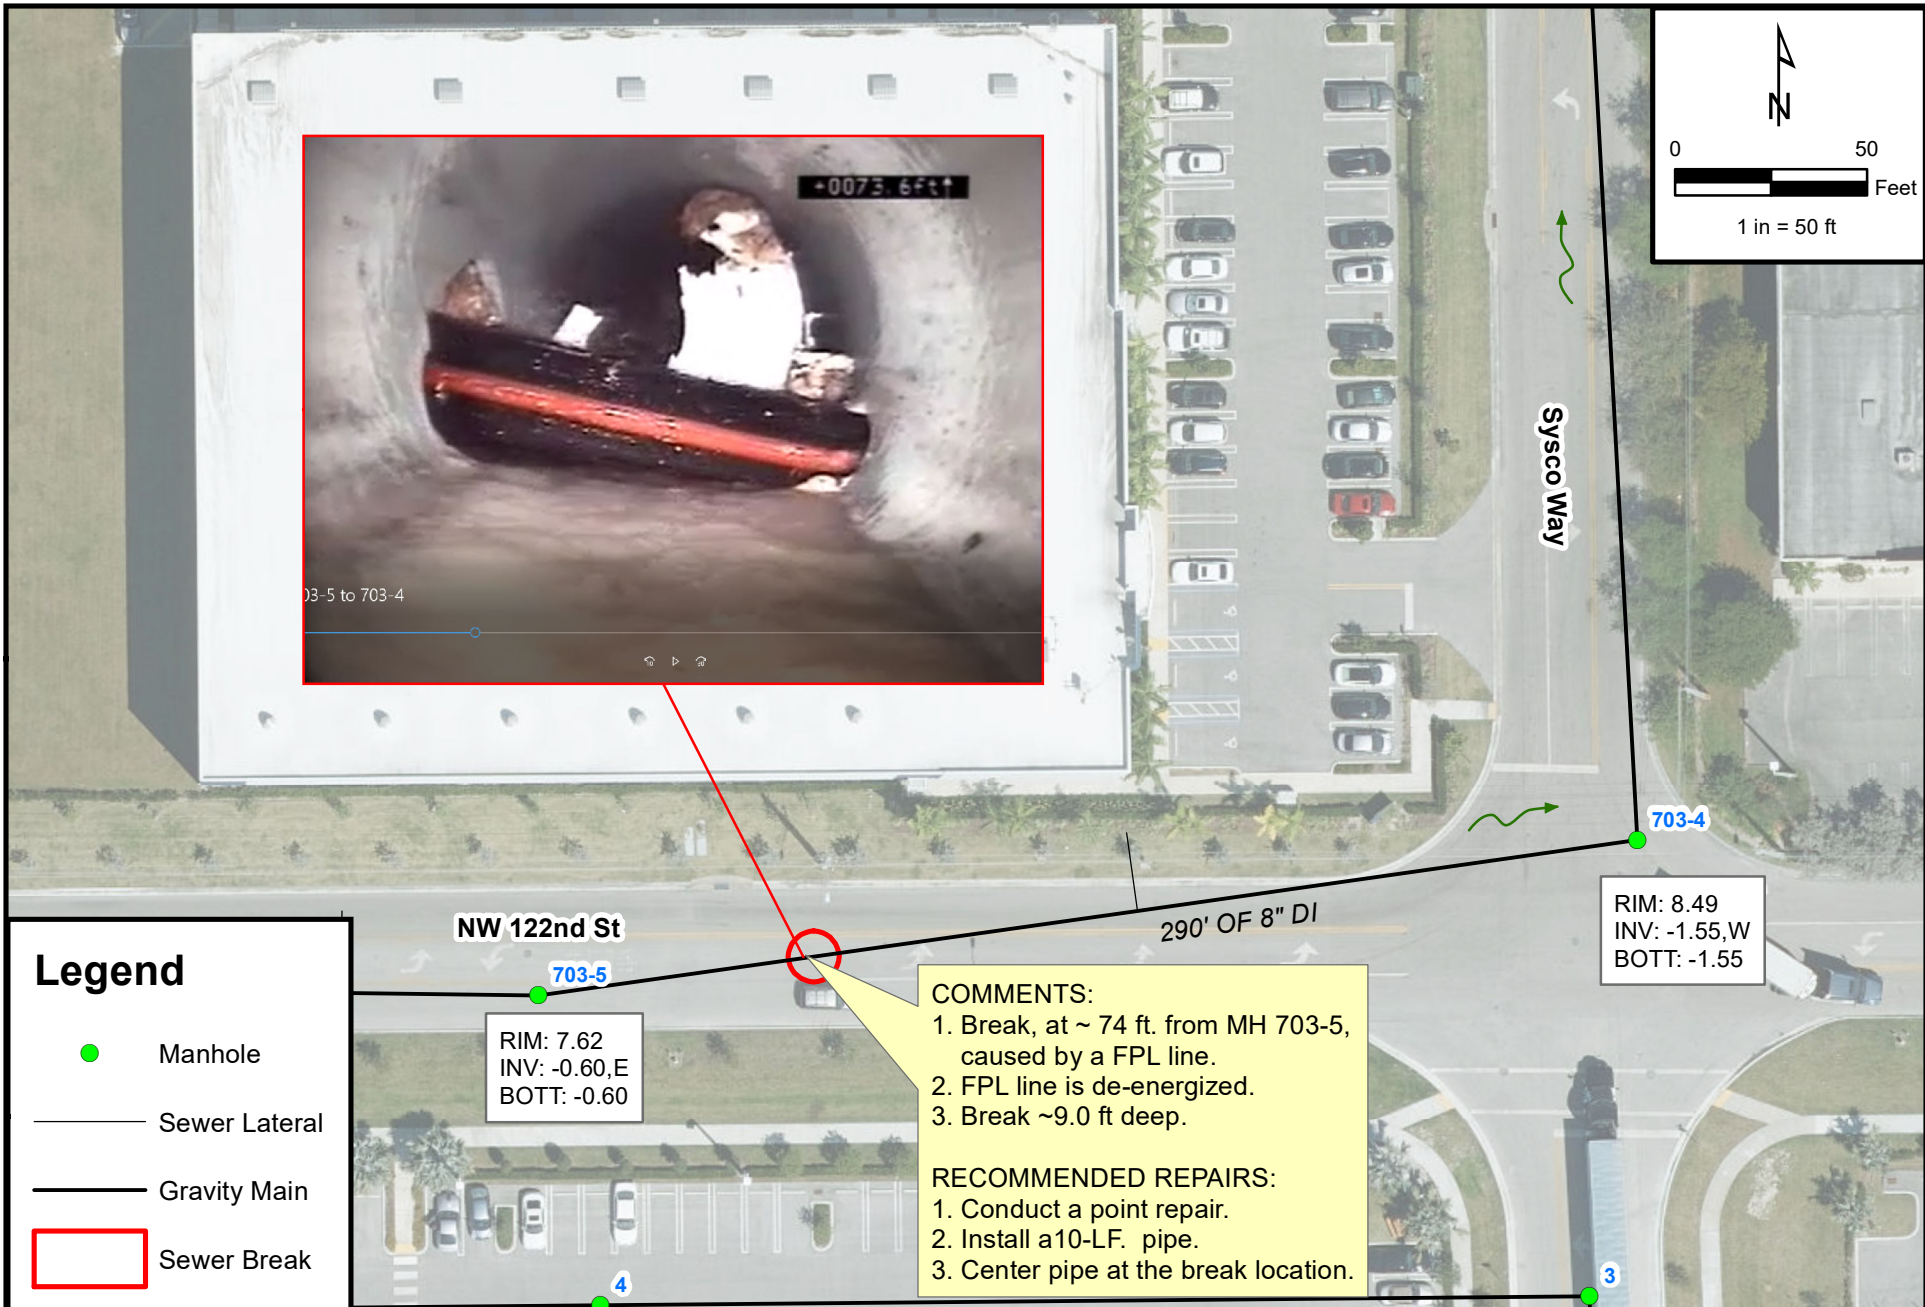 N
0 50
Feet
1 in = 50 ft
+0073.6ft↑
03-5 to 703-4
10
30
Sysco Way
703-4
RIM: 8.49
INV: -1.55,W
BOTT: -1.55
290' OF 8" DI
NW 122nd St
703-5
RIM: 7.62
INV: -0.60,E
BOTT: -0.60
COMMENTS:
1. Break, at ~ 74 ft. from MH 703-5,
caused by a FPL line.
2. FPL line is de-energized.
3. Break ~9.0 ft deep.
RECOMMENDED REPAIRS:
1. Conduct a point repair.
2. Install a10-LF. pipe.
3. Center pipe at the break location.
Legend
Manhole
Sewer Lateral
Gravity Main
Sewer Break
4
3